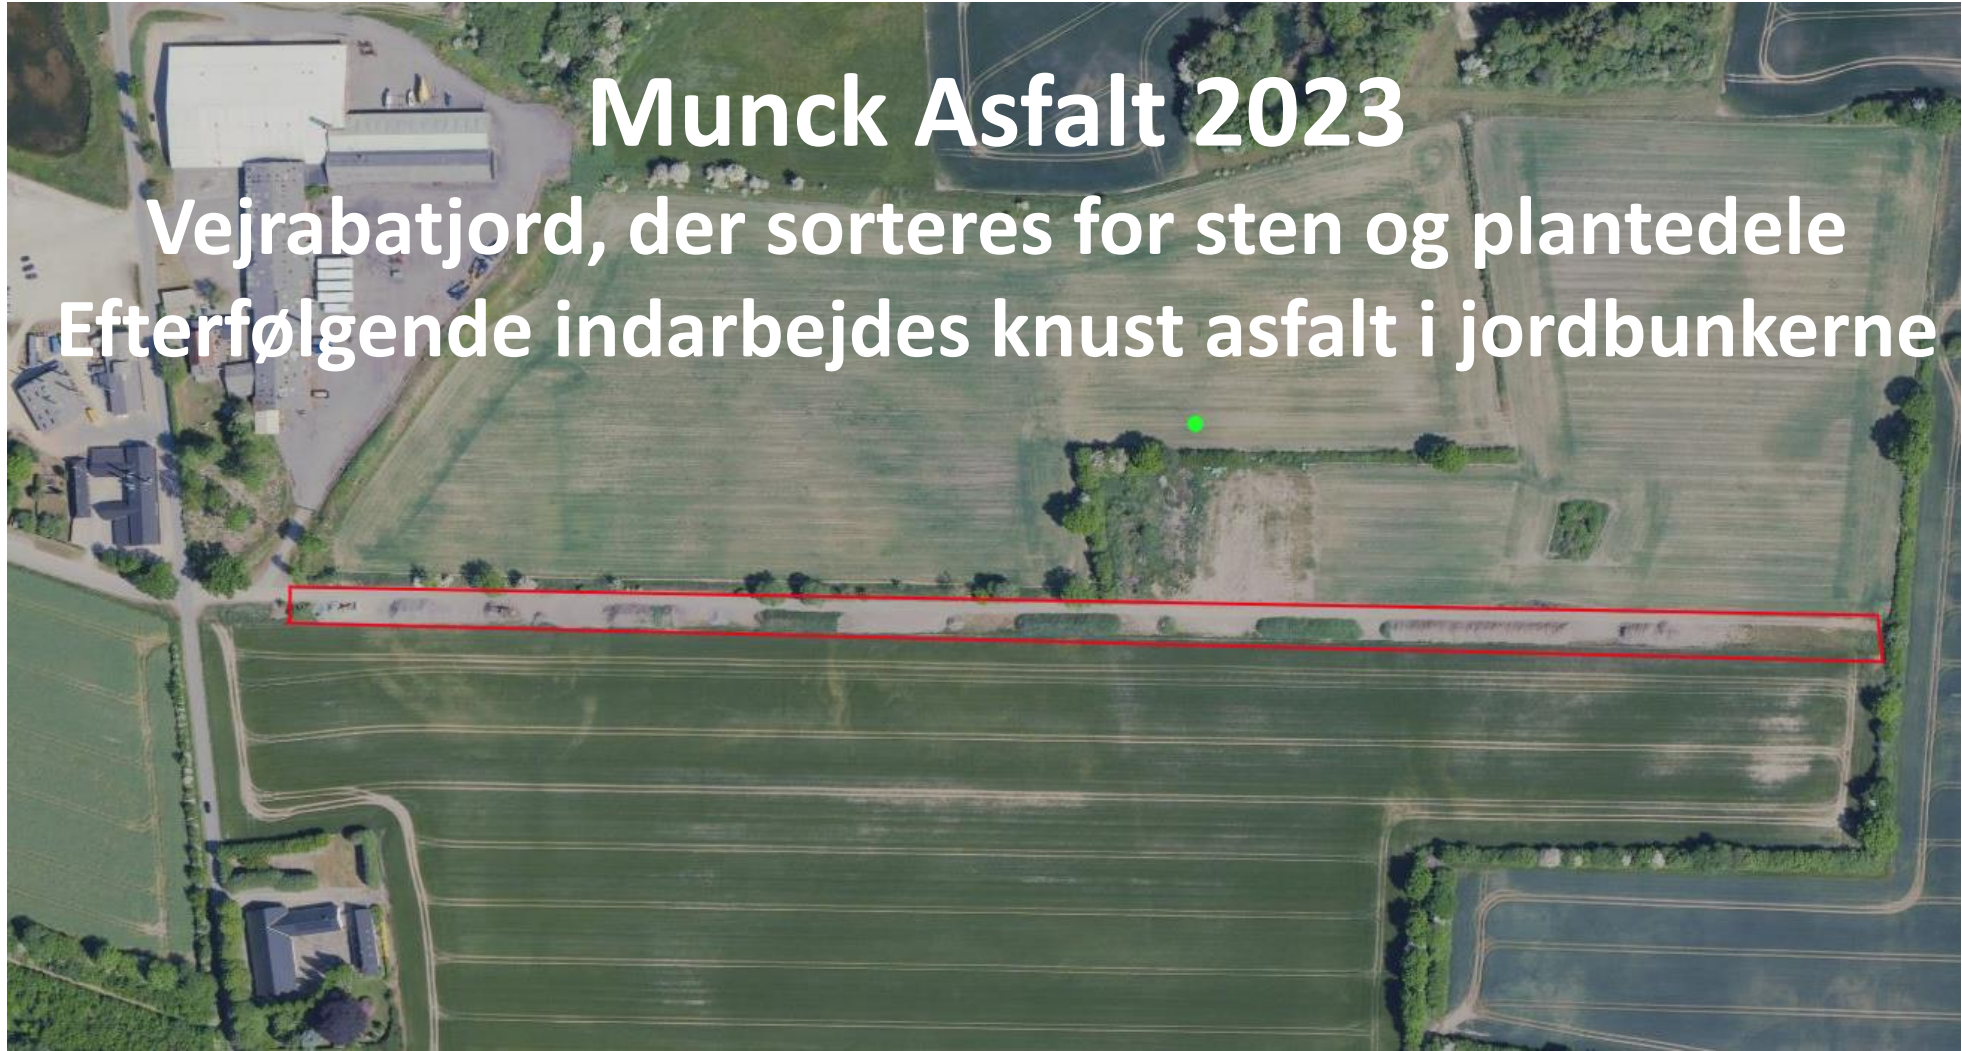 Munck Asfalt 2023
Vejrabatjord, der sorteres for sten og plantedele
Efterfølgende indarbejdes knust asfalt i jordbunkerne